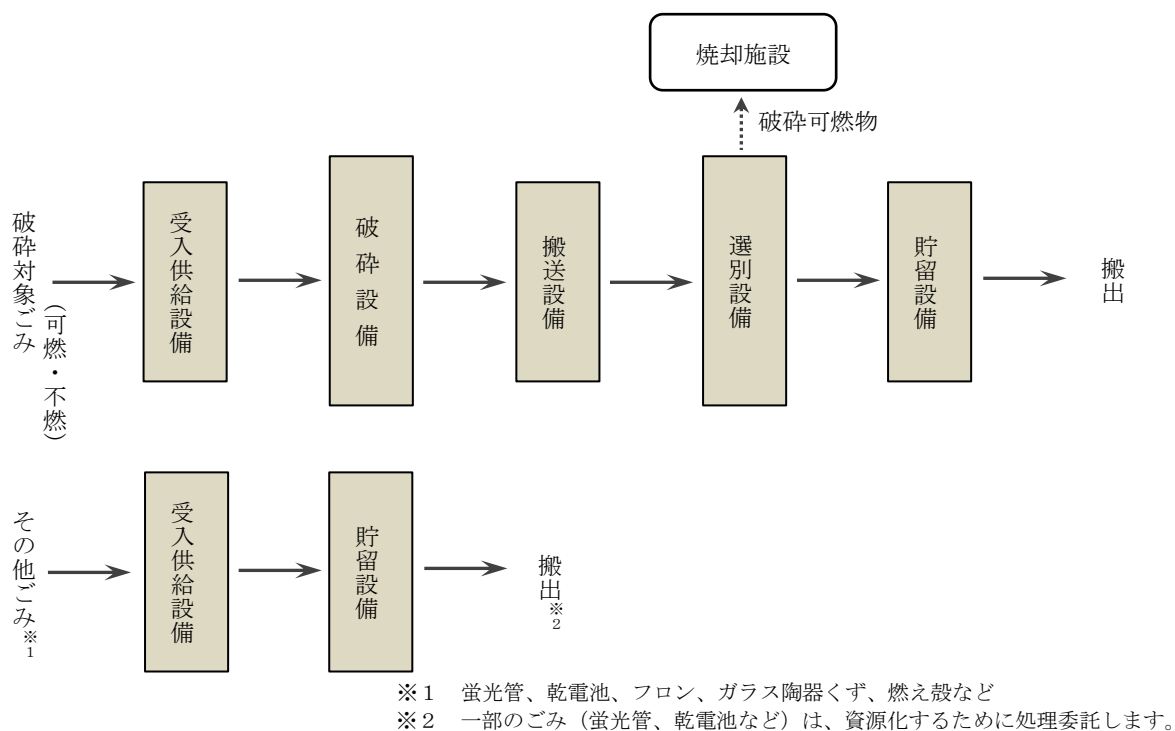 焼却施設
破砕可燃物
破砕対象ごみ
(可燃・不燃)
受入供給設備
破砕設備
搬送設備
選別設備
貯留設備
搬出
その他ごみ※1
受入供給設備
貯留設備
搬出※2
※1 蛍光管、乾電池、フロン、ガラス陶器くず、燃え殻など
※2 一部のごみ(蛍光管、乾電池など)は、資源化するために処理委託します。